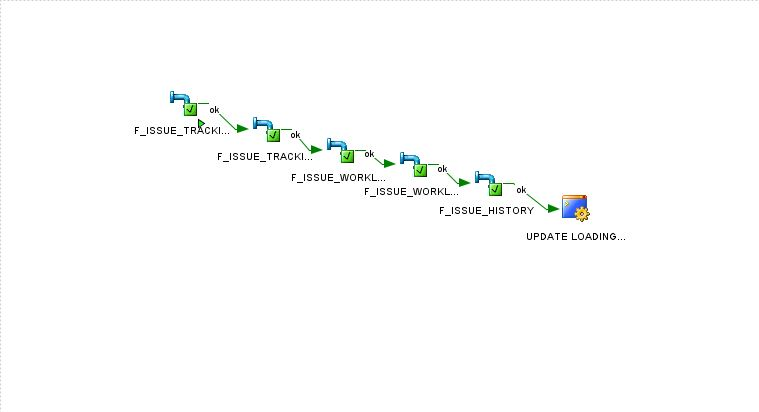 ok
F_ISSUE_TRACKI...
ok
F_ISSUE_TRACKI...
ok
F_ISSUE_WORKL...
ok
F_ISSUE_WORKL...
ok
F_ISSUE_HISTORY
UPDATE LOADING...